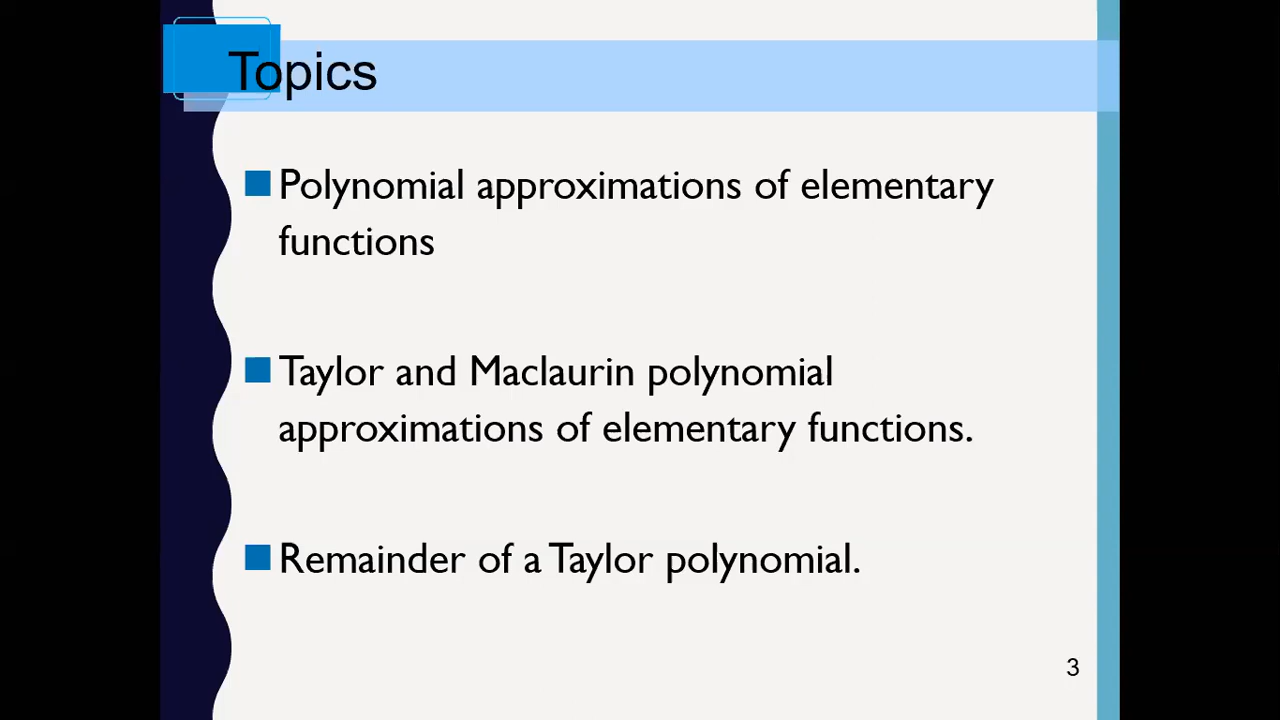 Topics
Polynomial approximations of elementary
functions
Taylor and Maclaurin polynomial
approximations of elementary functions.
Remainder of a Taylor polynomial.
3